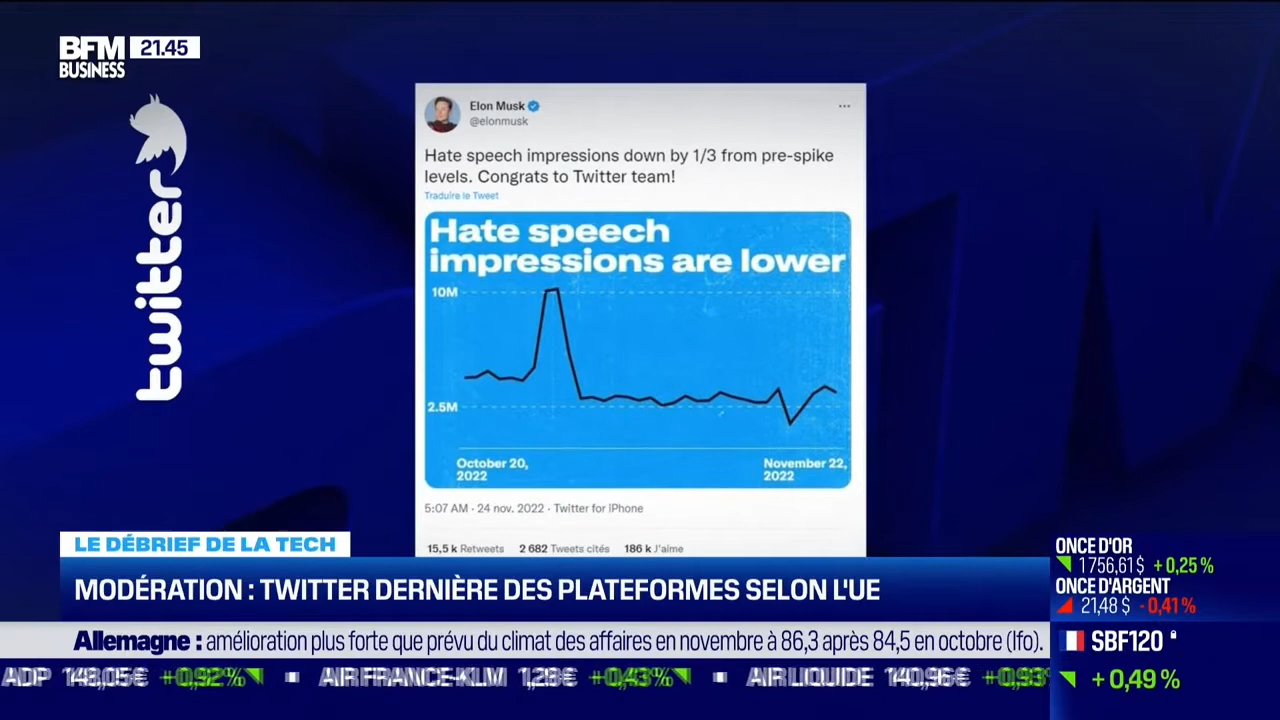 BFM
BUSINESS
21.45
twitter
Elon Musk
@elonmusk
Hate speech impressions down by 1/3 from pre-spike
levels. Congrats to Twitter team!
Traduire le Tweet
Hate speech
impressions are lower
10M
2.5M
October 20,
2022
November 22,
2022
5:07 AM · 24 nov. 2022 · Twitter for iPhone
15,5 k Retweets 2 682 Tweets cités 186 k J'aime
LE DÉBRIEF DE LA TECH
MODÉRATION : TWITTER DERNIÈRE DES PLATEFORMES SELON L'UE
ONCE D'OR
1 756,61 $ + 0,25 %
ONCE D'ARGENT
21,48 $ - 0,41 %
Allemagne : amélioration plus forte que prévu du climat des affaires en novembre à 86,3 après 84,5 en octobre (Ifo).
SBF120
+ 0,49 %
ADP 148,05€ +0,92% AIR FRANCE-KLM 1,28€ +0,43% AIR LIQUIDE 140,96€ +0,93%